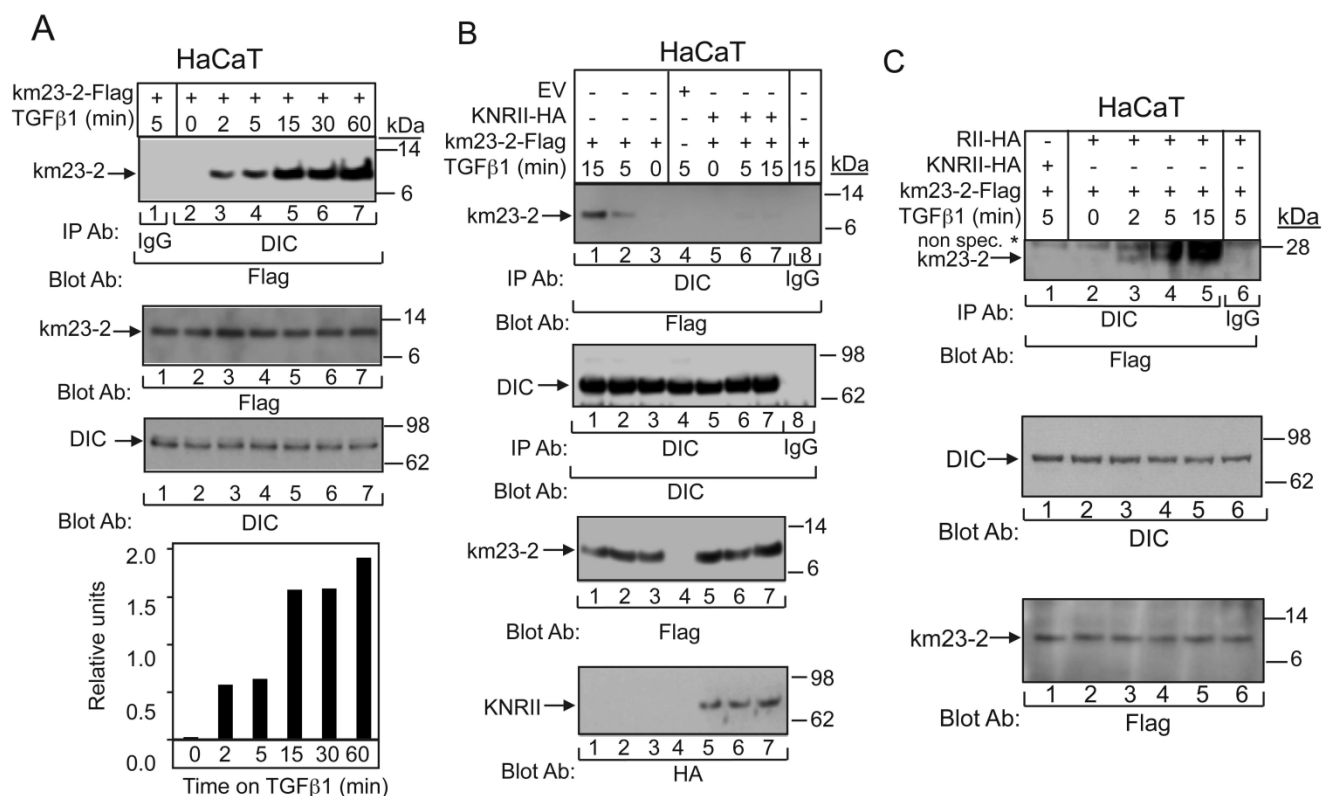 A
HaCaT
km23-2-Flag + + + + + + +
TGFβ1 (min) 5 0 2 5 15 30 60 kDa
14
km23-2
6
1 2 3 4 5 6 7
IP Ab: IgG DIC
Blot Ab: Flag
14
km23-2
6
1 2 3 4 5 6 7
Blot Ab: Flag
98
DIC
62
1 2 3 4 5 6 7
Blot Ab: DIC
2.0
1.0
0.0
Relative units
0 2 5 15 30 60
Time on TGFβ1 (min)
B
HaCaT
EV - - - + - - - -
KNRII-HA - - - - + + + -
km23-2-Flag + + + - + + + +
TGFβ1 (min) 15 5 0 5 0 5 15 15 kDa
14
km23-2
6
1 2 3 4 5 6 7 8
IP Ab: DIC IgG
Blot Ab: Flag
98
DIC
62
1 2 3 4 5 6 7 8
IP Ab: DIC IgG
Blot Ab: DIC
14
km23-2
6
1 2 3 4 5 6 7
Blot Ab: Flag
98
KNRII
62
1 2 3 4 5 6 7
Blot Ab: HA
C
HaCaT
RII-HA - + + + + +
KNRII-HA + - - - - -
km23-2-Flag + + + + + +
TGFβ1 (min) 5 0 2 5 15 5 kDa
non spec. * 28
km23-2
1 2 3 4 5 6
IP Ab: DIC IgG
Blot Ab: Flag
98
DIC
62
1 2 3 4 5 6
Blot Ab: DIC
14
km23-2
6
1 2 3 4 5 6
Blot Ab: Flag